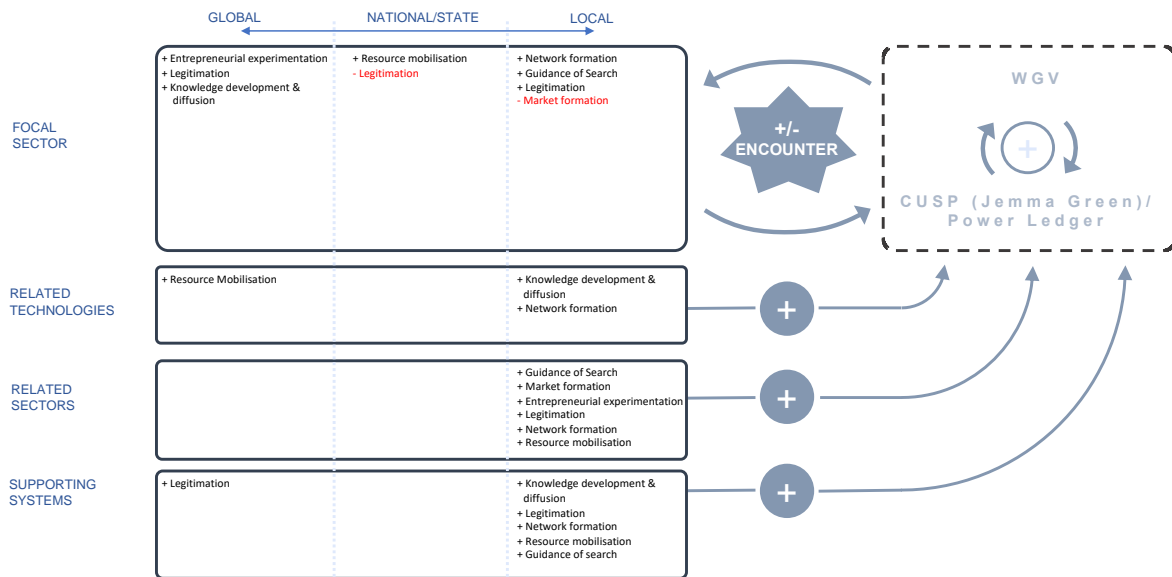 GLOBAL
NATIONAL/STATE
LOCAL
FOCAL
SECTOR
+ Entrepreneurial experimentation
+ Legitimation
+ Knowledge development &
diffusion
+ Resource mobilisation
- Legitimation
+ Network formation
+ Guidance of Search
+ Legitimation
- Market formation
+/-
ENCOUNTER
WGV
+
CUSP (Jemma Green)/
Power Ledger
RELATED
TECHNOLOGIES
+ Resource Mobilisation
+ Knowledge development &
diffusion
+ Network formation
+
RELATED
SECTORS
+ Guidance of Search
+ Market formation
+ Entrepreneurial experimentation
+ Legitimation
+ Network formation
+ Resource mobilisation
+
SUPPORTING
SYSTEMS
+ Legitimation
+ Knowledge development &
diffusion
+ Legitimation
+ Network formation
+ Resource mobilisation
+ Guidance of search
+